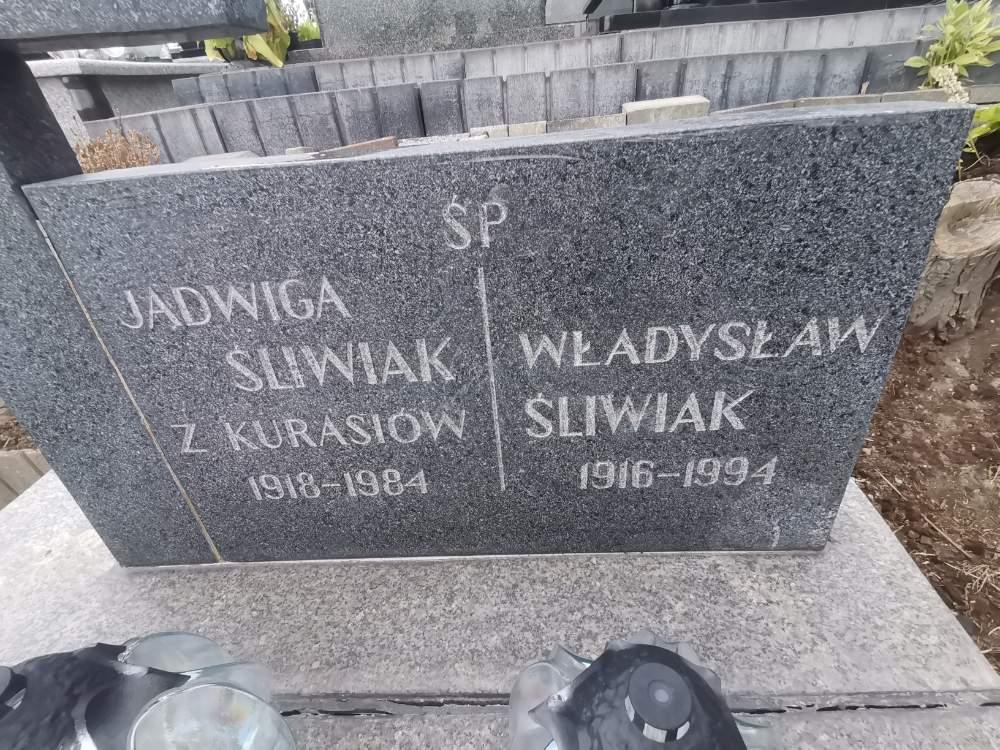 ŚP
JADWIGA
ŚLIWIAK
Z KURASIÓW
1918-1984
WŁADYSŁAW
ŚLIWIAK
1916-1994